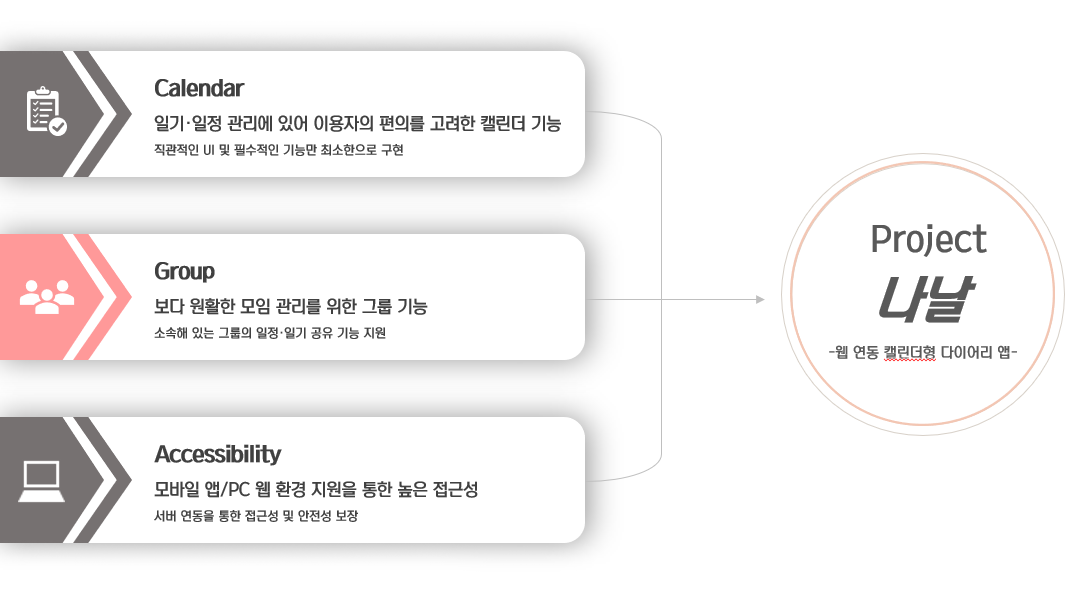 Calendar
일기·일정 관리에 있어 이용자의 편의를 고려한 캘린더 기능
직관적인 UI 및 필수적인 기능만 최소한으로 구현
Group
보다 원활한 모임 관리를 위한 그룹 기능
소속해 있는 그룹의 일정·일기 공유 기능 지원
Accessibility
모바일 앱/PC 웹 환경 지원을 통한 높은 접근성
서버 연동을 통한 접근성 및 안전성 보장
Project
나날
-웹 연동 캘린더형 다이어리 앱-